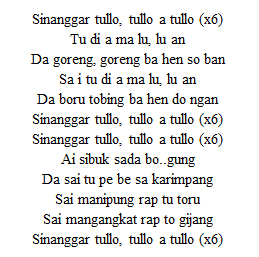 Sinanggar tullo, tullo a tullo (x6)
Tu di a ma lu, lu an
Da goreng, goreng ba hen so ban
Sa i tu di a ma lu, lu an
Da boru tobing ba hen do ngan
Sinanggar tullo, tullo a tullo (x6)
Sinanggar tullo, tullo a tullo (x6)
Ai sibuk sada bo..gung
Da sai tu pe be sa karimpang
Sai manipung rap tu toru
Sai mangangkat rap to gijang
Sinanggar tullo, tullo a tullo (x6)